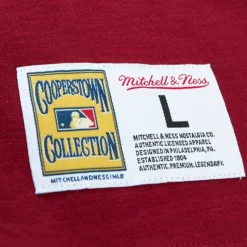 COOPERSTOWN
COLLECTION
MITCHELLANDNESS/MLB
Mitchell & Ness
L
MITCHELL & NESS NOSTALGIA CO.
AUTHENTIC LICENSED APPAREL
DESIGNED IN PHILADELPHIA, PA.
ESTABLISHED 1904
AUTHENTIC. PREMIUM. LEGENDARY.